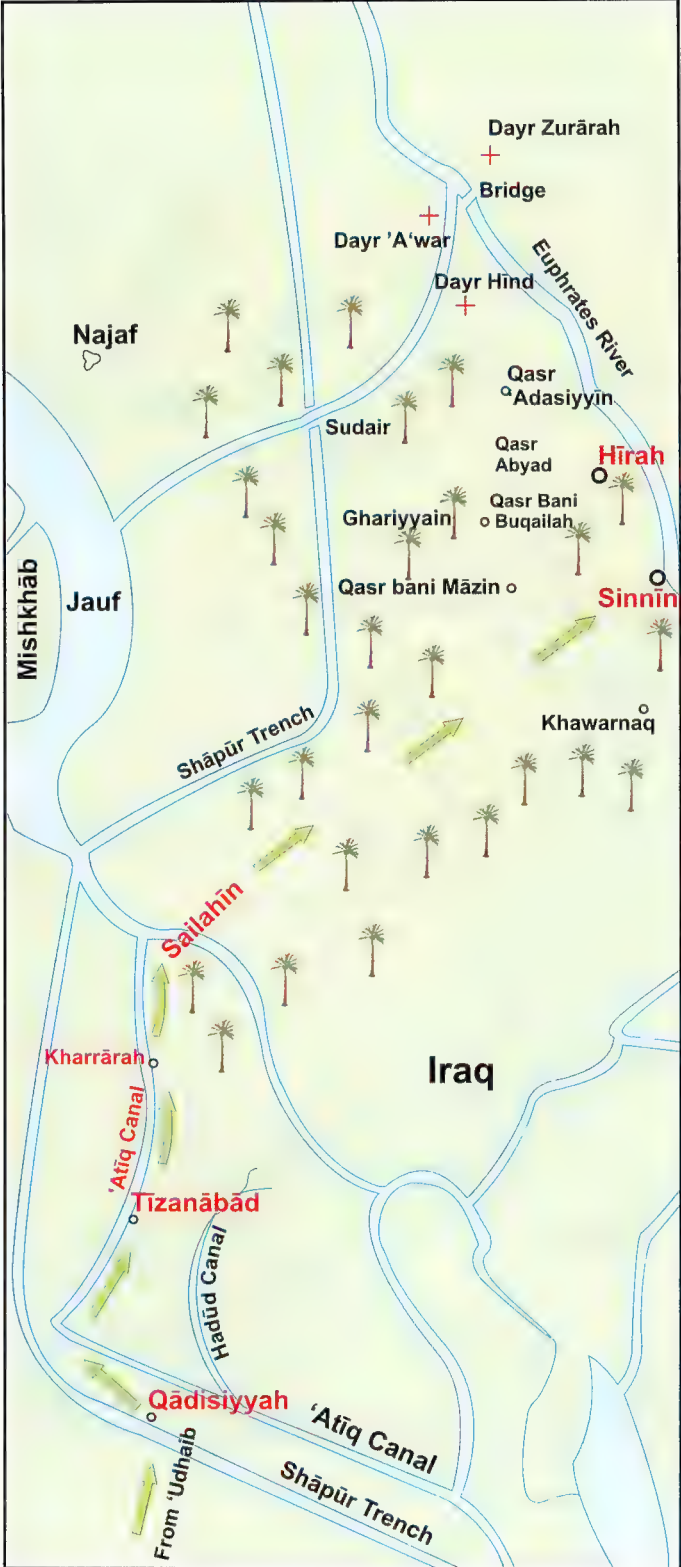 Dayr Zurārah
Bridge
Dayr ’A‘war
Euphrates River
Dayr Hīnd
Najaf
Qasr
Adasiyyīn
Sudair
Qasr
Abyad
Hīrah
Ghariyyain
Qasr Bani
Buqailah
Mishkhāb
Jauf
Qasr bani Māzin
Sinnīn
Khawarnaq
Shāpūr Trench
Sailahīn
Kharrārah
Iraq
‘Atīq Canal
Tīzanābād
Hadūd Canal
Qādisiyyah
‘Atīq Canal
Shāpūr Trench
From ‘Udhaib